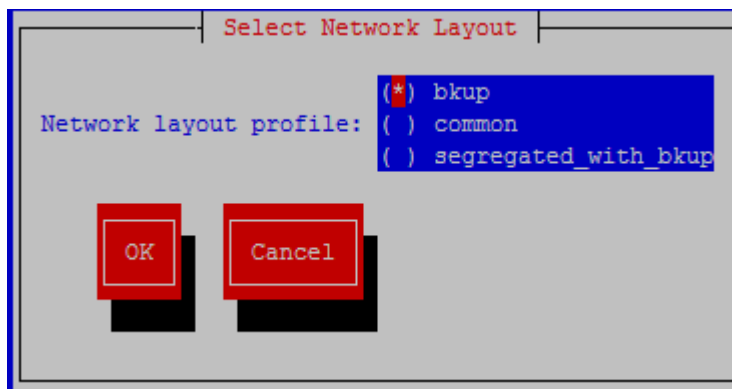 Select Network Layout
(*) bkup
Network layout profile: ( ) common
( ) segregated_with_bkup
OK Cancel